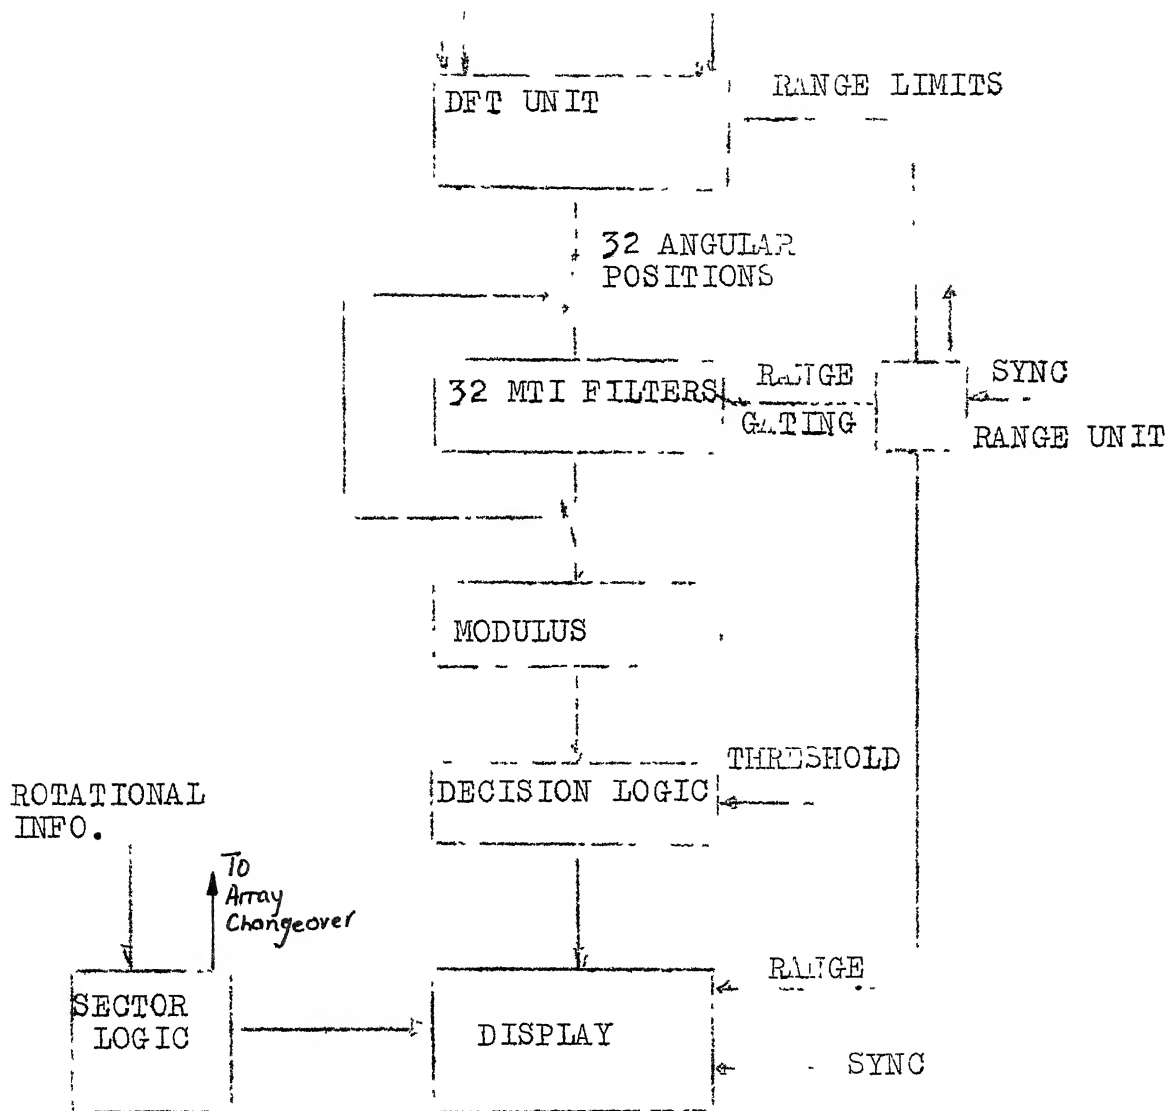 DFT UNIT
RANGE LIMITS
32 ANGULAR
POSITIONS
32 MTI FILTERS
RANGE
GATING
SYNC
RANGE UNIT
MODULUS
THRESHOLD
DECISION LOGIC
ROTATIONAL
INFO.
To
Array
Changeover
SECTOR
LOGIC
DISPLAY
RANGE
SYNC